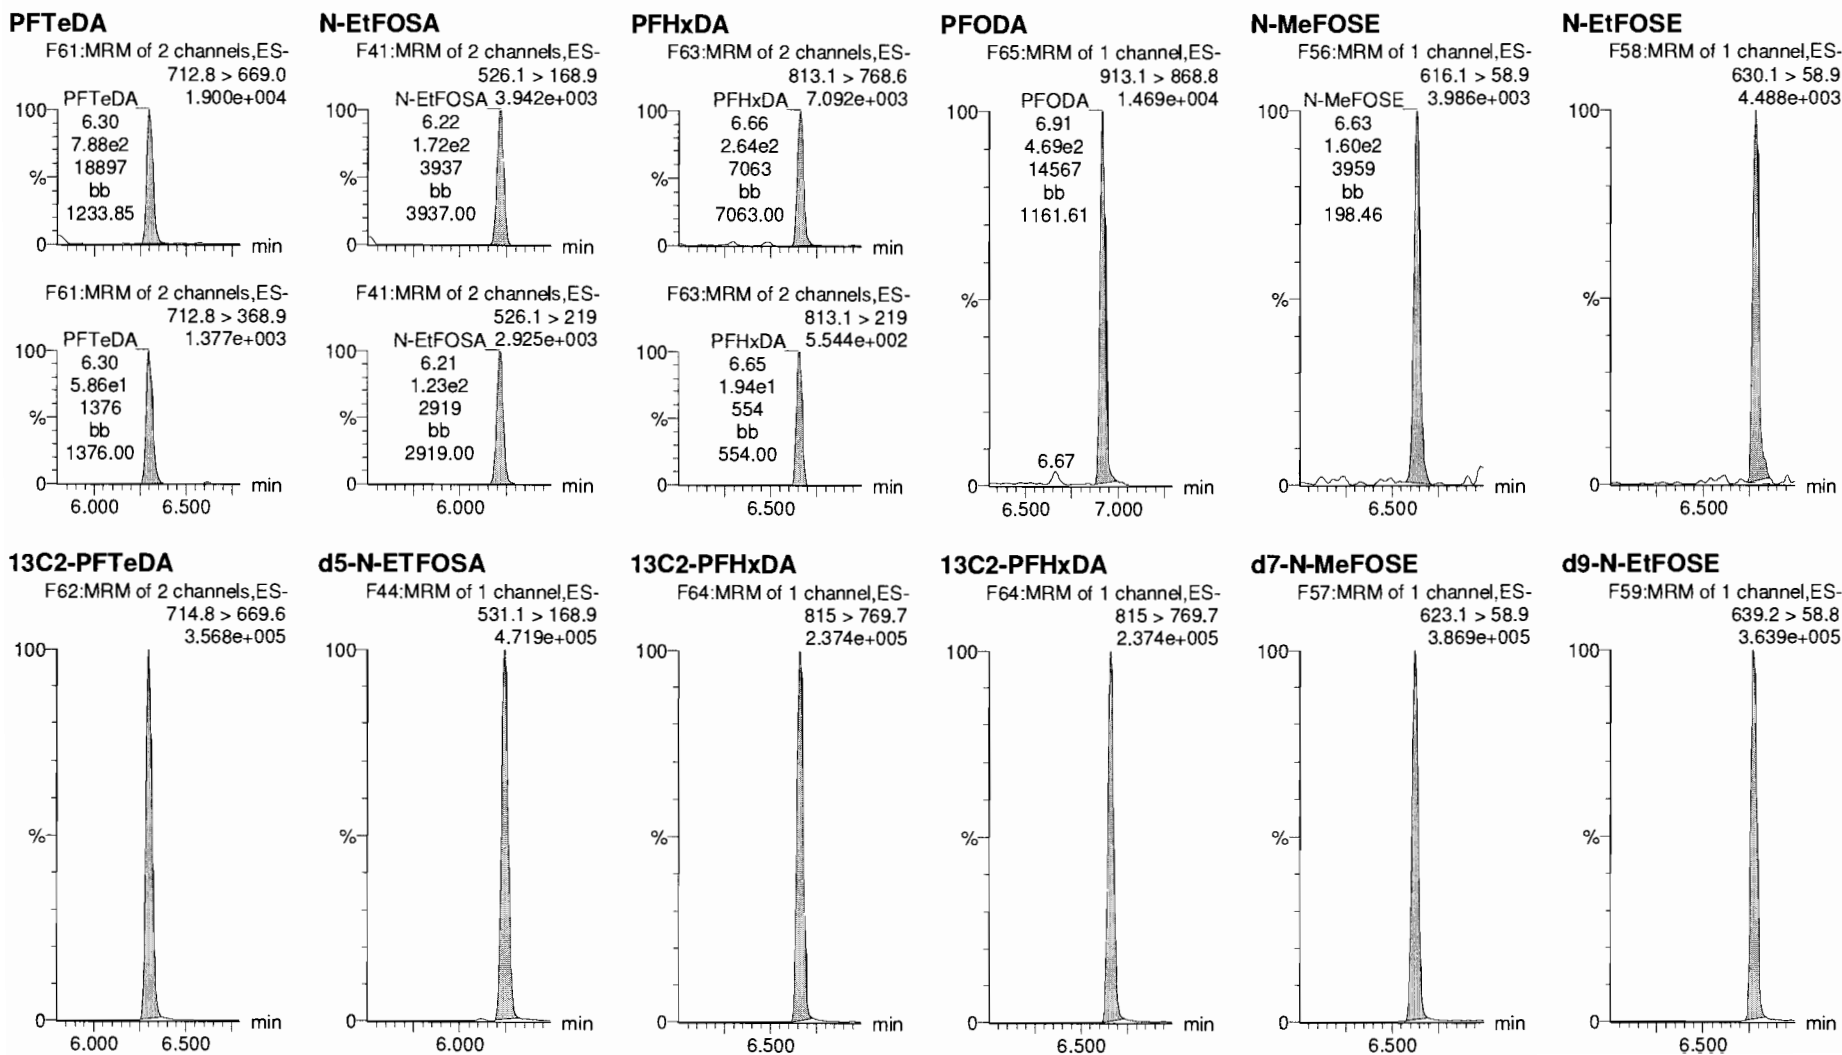 PFTeDA
F61:MRM of 2 channels,ES-
712.8 > 669.0
1.900e+004
100
PFTeDA
6.30
7.88e2
18897
bb
1233.85
%
0
min
F61:MRM of 2 channels,ES-
712.8 > 368.9
1.377e+003
100
PFTeDA
6.30
5.86e1
1376
bb
1376.00
%
0
min
6.000 6.500
N-EtFOSA
F41:MRM of 2 channels,ES-
526.1 > 168.9
3.942e+003
100
N-EtFOSA
6.22
1.72e2
3937
bb
3937.00
%
0
min
F41:MRM of 2 channels,ES-
526.1 > 219
2.925e+003
100
N-EtFOSA
6.21
1.23e2
2919
bb
2919.00
%
0
min
6.000
PFHxDA
F63:MRM of 2 channels,ES-
813.1 > 768.6
7.092e+003
100
PFHxDA
6.66
2.64e2
7063
bb
7063.00
%
0
min
F63:MRM of 2 channels,ES-
813.1 > 219
5.544e+002
100
PFHxDA
6.65
1.94e1
554
bb
554.00
%
0
min
6.500
PFODA
F65:MRM of 1 channel,ES-
913.1 > 868.8
1.469e+004
100
PFODA
6.91
4.69e2
14567
bb
1161.61
%
6.67
0
min
6.500 7.000
N-MeFOSE
F56:MRM of 1 channel,ES-
616.1 > 58.9
3.986e+003
100
N-MeFOSE
6.63
1.60e2
3959
bb
198.46
%
0
min
6.500
N-EtFOSE
F58:MRM of 1 channel,ES-
630.1 > 58.9
4.488e+003
100
%
0
min
6.500
13C2-PFTeDA
F62:MRM of 2 channels,ES-
714.8 > 669.6
3.568e+005
100
%
0
min
6.000 6.500
d5-N-ETFOSA
F44:MRM of 1 channel,ES-
531.1 > 168.9
4.719e+005
100
%
0
min
6.000
13C2-PFHxDA
F64:MRM of 1 channel,ES-
815 > 769.7
2.374e+005
100
%
0
min
6.500
13C2-PFHxDA
F64:MRM of 1 channel,ES-
815 > 769.7
2.374e+005
100
%
0
min
6.500
d7-N-MeFOSE
F57:MRM of 1 channel,ES-
623.1 > 58.9
3.869e+005
100
%
0
min
6.500
d9-N-EtFOSE
F59:MRM of 1 channel,ES-
639.2 > 58.8
3.639e+005
100
%
0
min
6.500